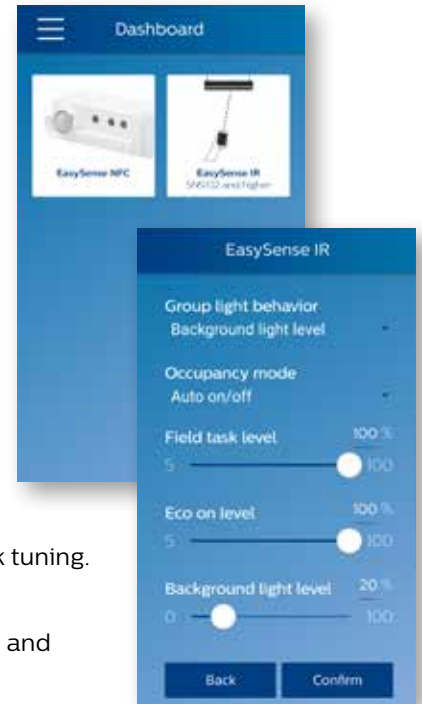 Dashboard
EasySense NFC
EasySense IR
SNS102 and higher
EasySense IR
Group light behavior
Background light level
Occupancy mode
Auto on/off
Field task level 100 %
5 100
Eco on level 100 %
5 100
Background light level 20 %
0 100
Back Confirm
tuning.
and